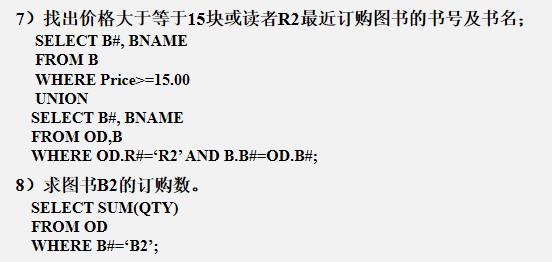 7）找出价格大于等于15块或读者R2最近订购图书的书号及书名；
SELECT B#, BNAME
FROM B
WHERE Price>=15.00
UNION
SELECT B#, BNAME
FROM OD,B
WHERE OD.R#=‘R2’ AND B.B#=OD.B#;
8）求图书B2的订购数。
SELECT SUM(QTY)
FROM OD
WHERE B#=‘B2’;